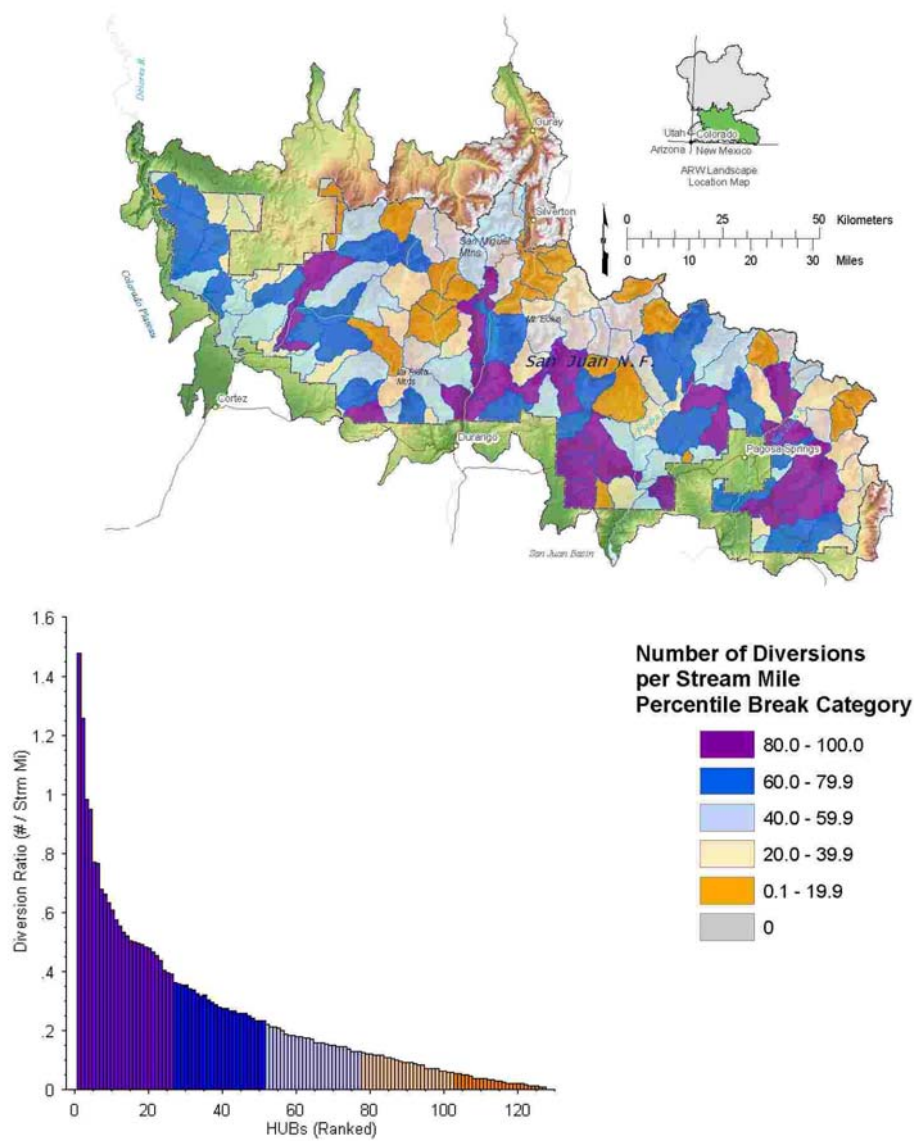 Dolores R.
Ouray
Utah
Colorado
Arizona
New Mexico
ARW Landscape
Location Map
Silverton
0 25 50 Kilometers
0 10 20 30 Miles
San Miguel
Mtns
Colorado Plateau
San Juan N.F.
La Plata
Mtns
Cortez
Durango
Pagosa Springs
San Juan Basin
Number of Diversions
per Stream Mile
Percentile Break Category
80.0 - 100.0
60.0 - 79.9
40.0 - 59.9
20.0 - 39.9
0.1 - 19.9
0
Diversion Ratio (# / Strm Mi)
1.6
1.4
1.2
1
.8
.6
.4
.2
0
0 20 40 60 80 100 120
HUBs (Ranked)